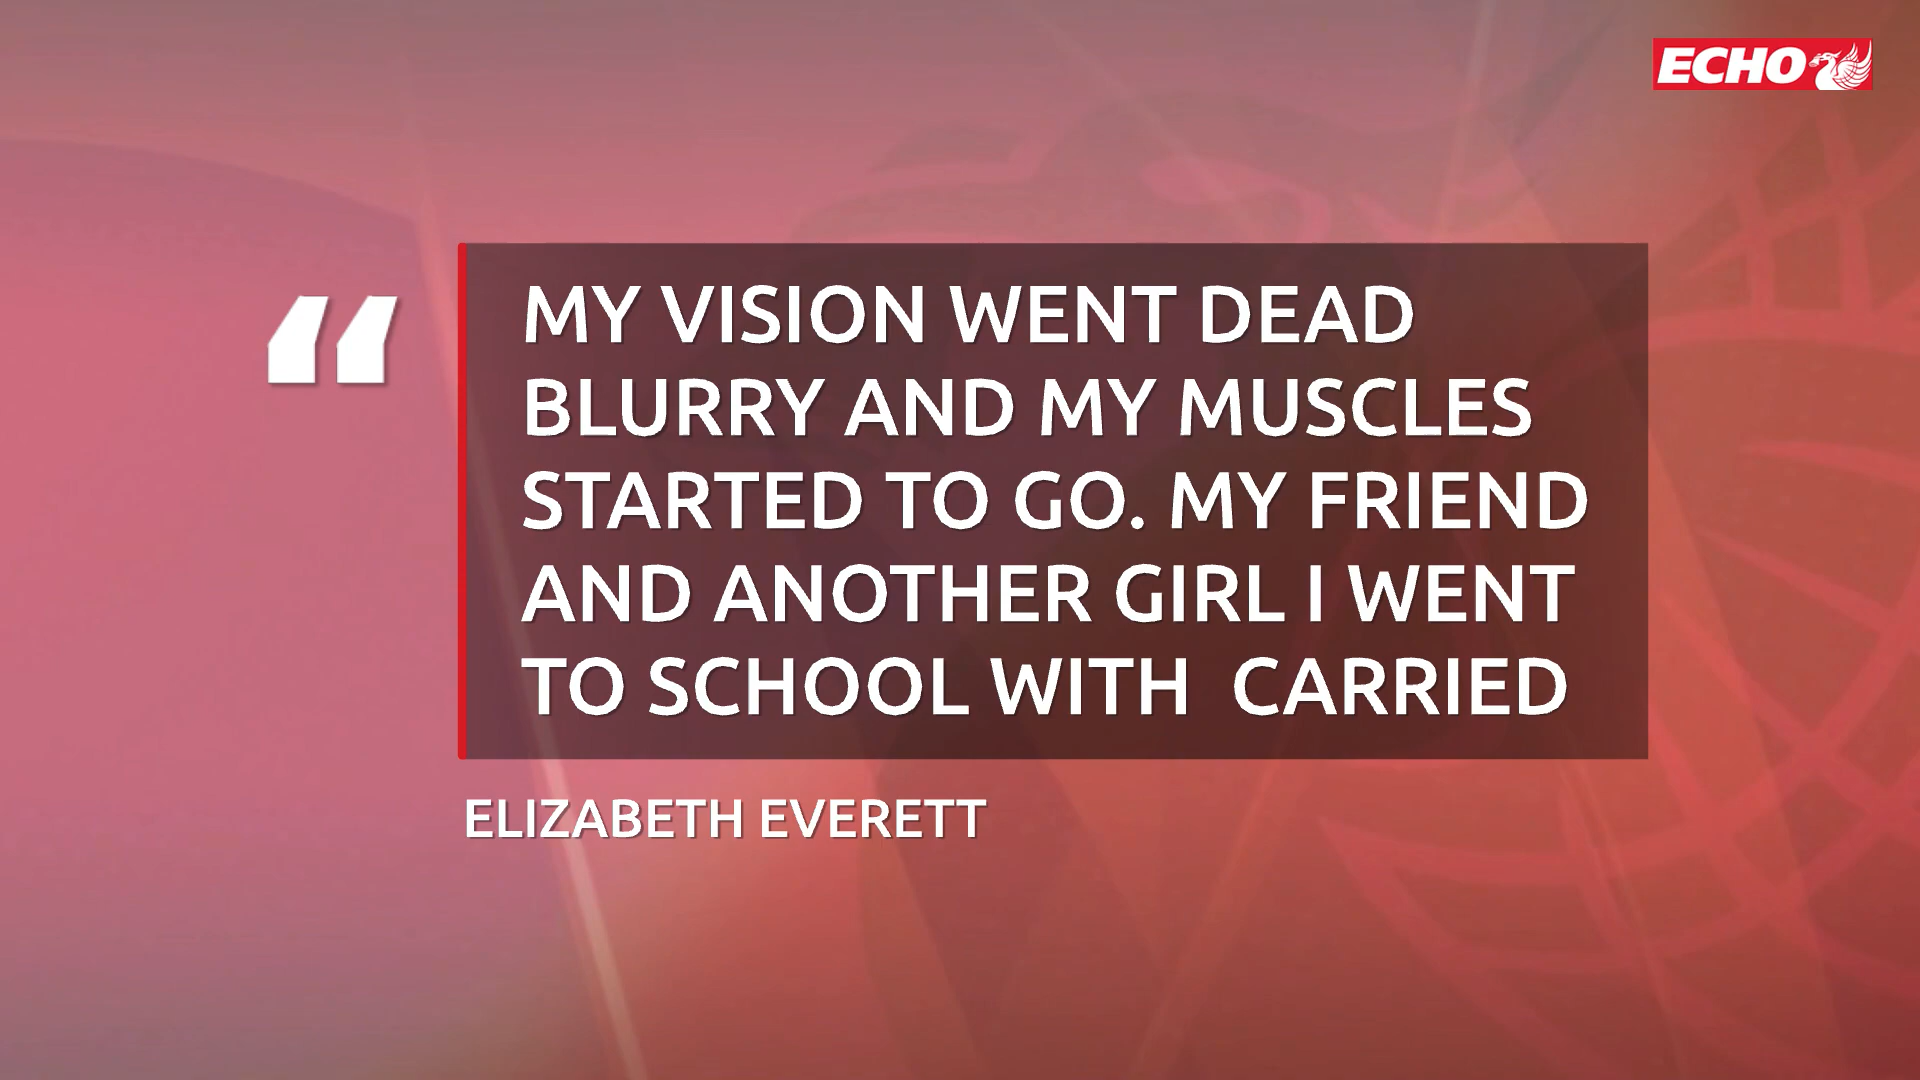 ECHO
“
MY VISION WENT DEAD
BLURRY AND MY MUSCLES
STARTED TO GO. MY FRIEND
AND ANOTHER GIRL I WENT
TO SCHOOL WITH  CARRIED
ELIZABETH EVERETT